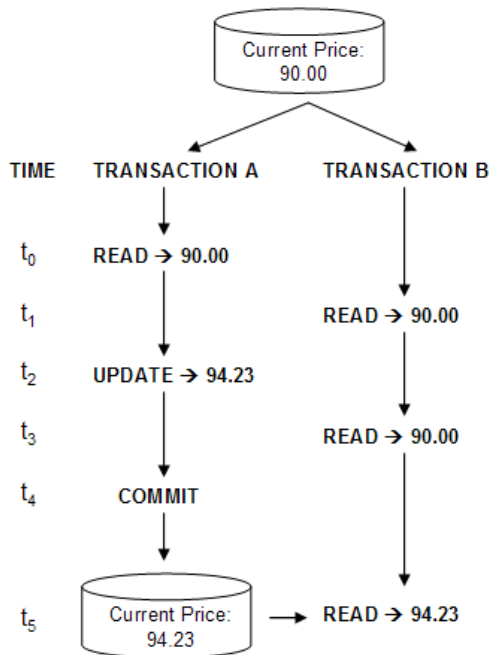 Current Price:
90.00
TIME TRANSACTION A TRANSACTION B
t0 READ → 90.00
t1 READ → 90.00
t2 UPDATE → 94.23
t3 READ → 90.00
t4 COMMIT
Current Price:
t5 94.23 READ → 94.23